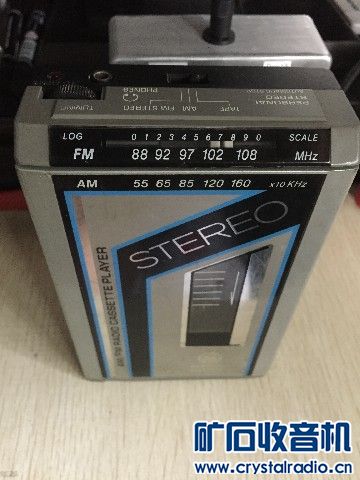 PERSONAL
STEREO
TUNING
PHONES
FM STEREO
AM
TAPE
LOG 0 1 2 3 4 5 6 7 8 9 0 SCALE
FM 88 92 97 102 108 MHz
AM 55 65 85 120 160 x10 KHz
STEREO
AM/FM RADIO CASSETTE PLAYER
矿石收音机
www.crystalradio.cn